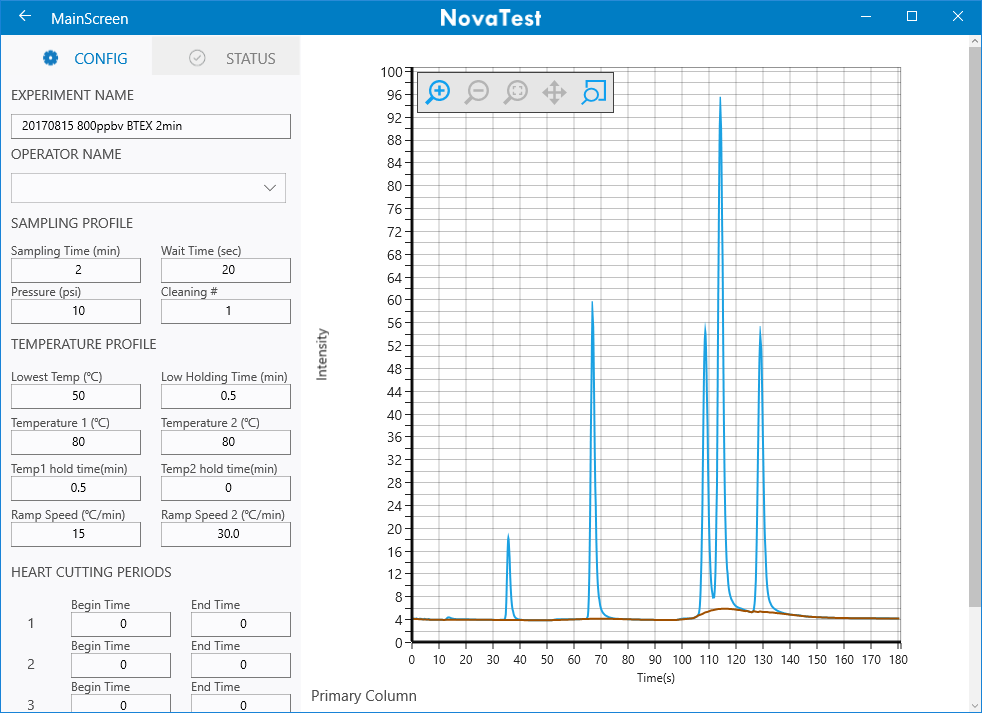 MainScreen
NovaTest
CONFIG
STATUS
EXPERIMENT NAME
20170815 800ppbv BTEX 2min
OPERATOR NAME
SAMPLING PROFILE
Sampling Time (min) Wait Time (sec)
2 20
Pressure (psi) Cleaning #
10 1
TEMPERATURE PROFILE
Lowest Temp (℃) Low Holding Time (min)
50 0.5
Temperature 1 (℃) Temperature 2 (℃)
80 80
Temp1 hold time(min) Temp2 hold time(min)
0.5 0
Ramp Speed (℃/min) Ramp Speed 2 (℃/min)
15 30.0
HEART CUTTING PERIODS
Begin Time End Time
1 0 0
Begin Time End Time
2 0 0
Begin Time End Time
3 0 0
Intensity
100
96
92
88
84
80
76
72
68
64
60
56
52
48
44
40
36
32
28
24
20
16
12
8
4
0
0 10 20 30 40 50 60 70 80 90 100 110 120 130 140 150 160 170 180
Time(s)
Primary Column